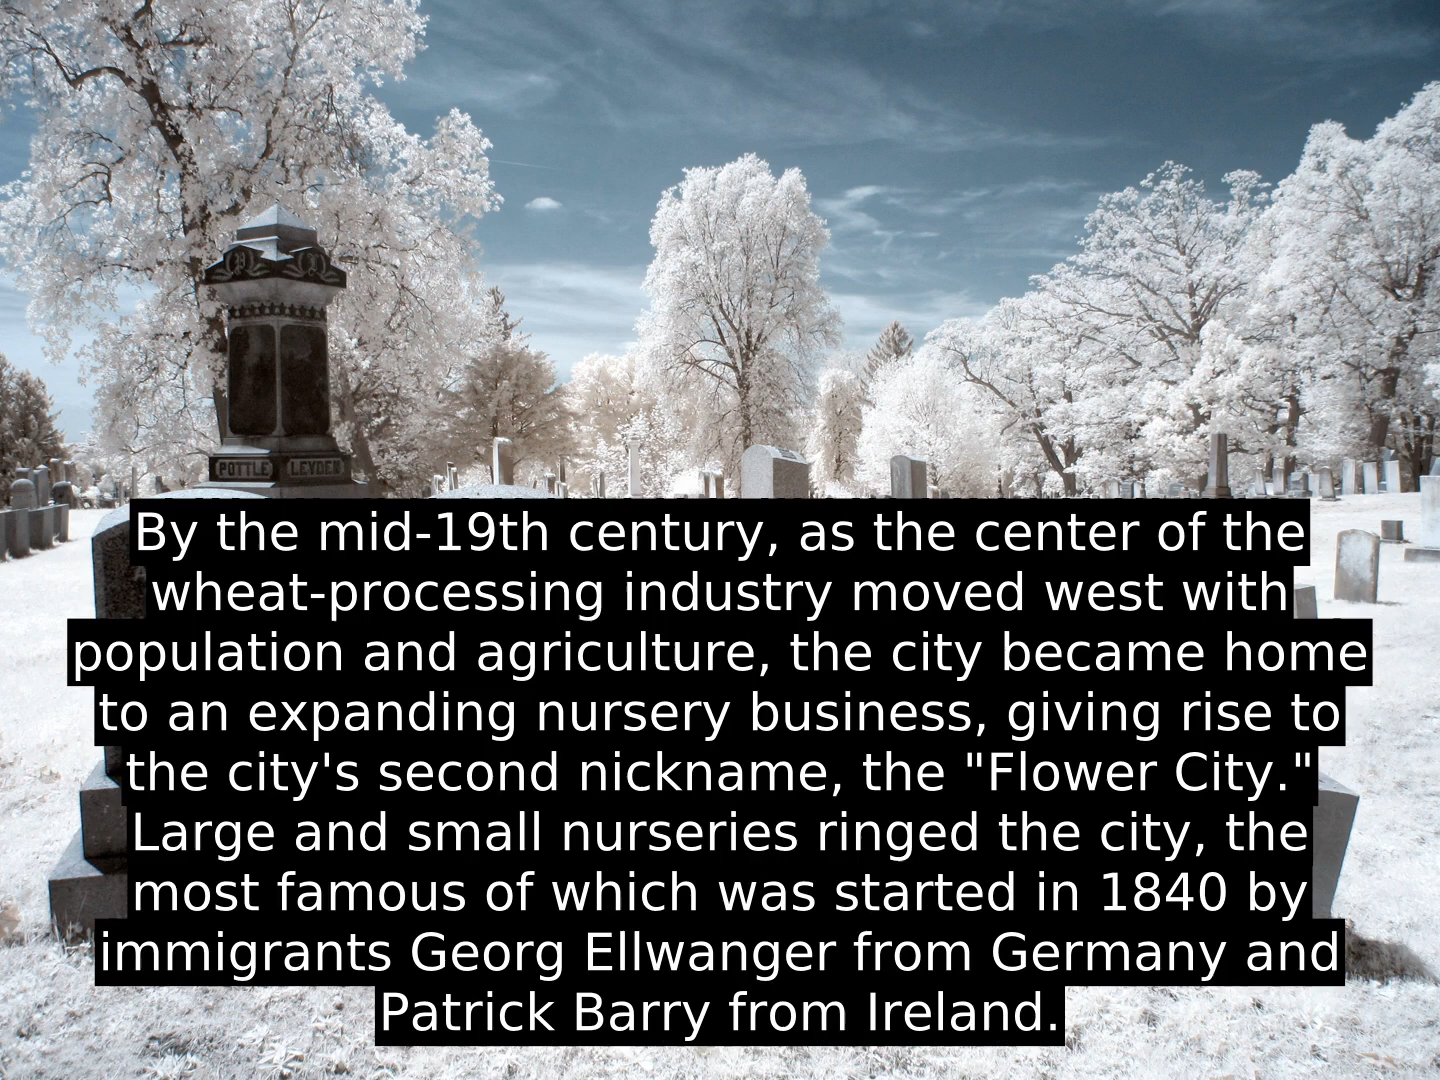 POTTLE LEYDEN
By the mid-19th century, as the center of the
wheat-processing industry moved west with
population and agriculture, the city became home
to an expanding nursery business, giving rise to
the city's second nickname, the "Flower City."
Large and small nurseries ringed the city, the
most famous of which was started in 1840 by
immigrants Georg Ellwanger from Germany and
Patrick Barry from Ireland.